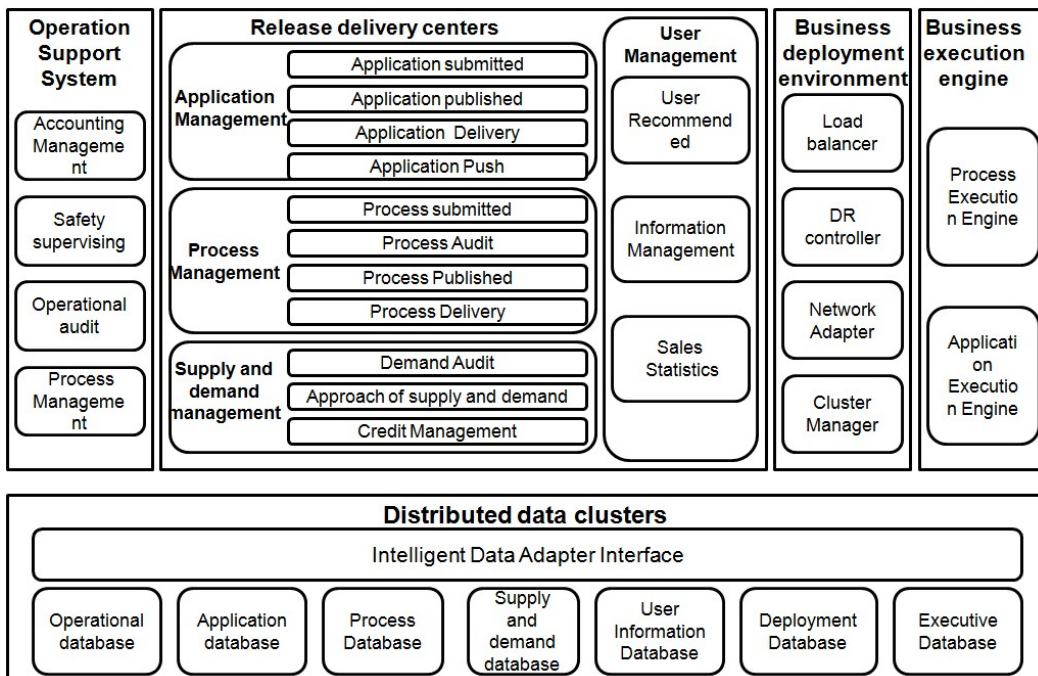 Operation
Support
System
Accounting
Manageme
nt
Safety
supervising
Operational
audit
Process
Manageme
nt
Release delivery centers
Application
Management
Application submitted
Application published
Application Delivery
Application Push
Process
Management
Process submitted
Process Audit
Process Published
Process Delivery
Supply and
demand
management
Demand Audit
Approach of supply and demand
Credit Management
User
Management
User
Recommend
ed
Information
Management
Sales
Statistics
Business
deployment
environment
Load
balancer
DR
controller
Network
Adapter
Cluster
Manager
Business
execution
engine
Process
Executio
n Engine
Applicati
on
Executio
n Engine
Distributed data clusters
Intelligent Data Adapter Interface
Operational
database
Application
database
Process
Database
Supply
and
demand
database
User
Information
Database
Deployment
Database
Executive
Database